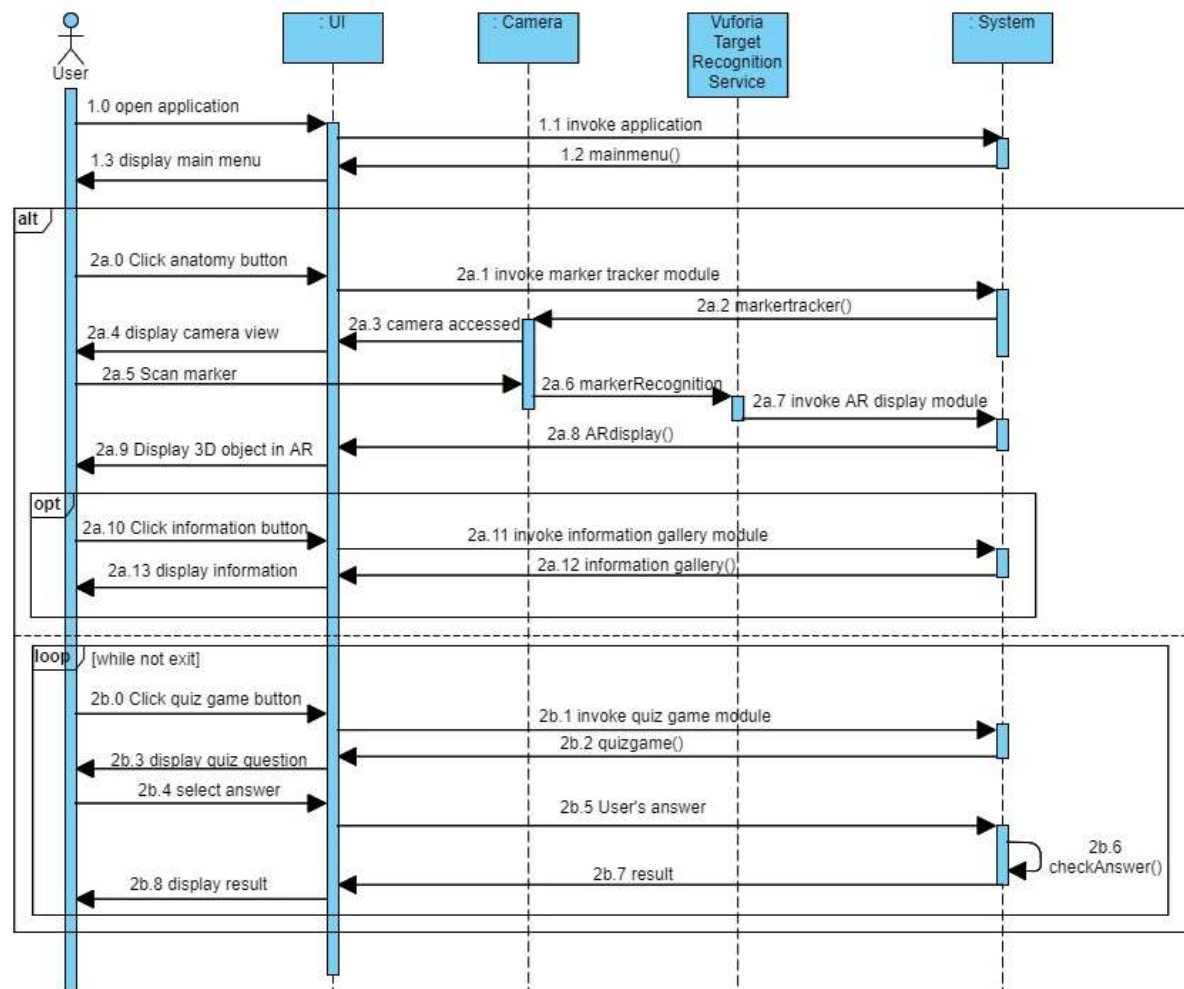 : UI
: Camera
Vuforia
Target
Recognition
Service
: System
User
1.0 open application
1.1 invoke application
1.2 mainmenu()
1.3 display main menu
alt
2a.0 Click anatomy button
2a.1 invoke marker tracker module
2a.2 markertracker()
2a.3 camera accessed
2a.4 display camera view
2a.5 Scan marker
2a.6 markerRecognition
2a.7 invoke AR display module
2a.8 ARdisplay()
2a.9 Display 3D object in AR
opt
2a.10 Click information button
2a.11 invoke information gallery module
2a.12 information gallery()
2a.13 display information
loop [while not exit]
2b.0 Click quiz game button
2b.1 invoke quiz game module
2b.2 quizgame()
2b.3 display quiz question
2b.4 select answer
2b.5 User's answer
2b.6
checkAnswer()
2b.7 result
2b.8 display result